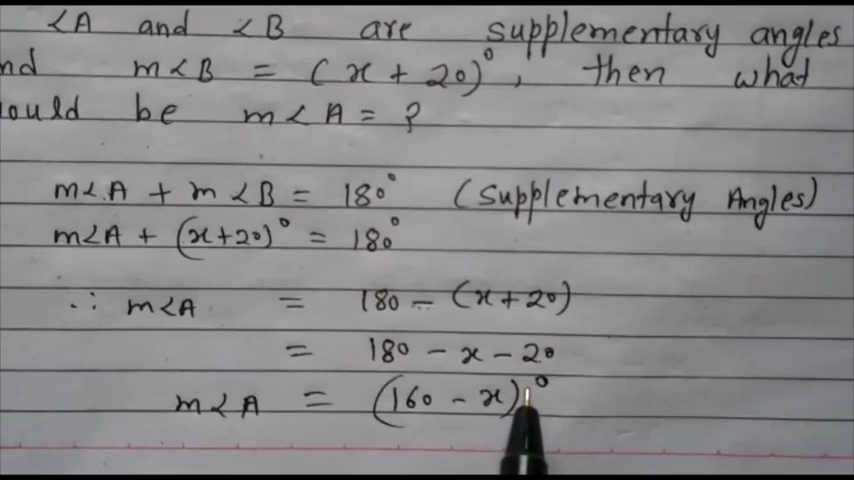 ∠A and ∠B are supplementary angles
nd m∠B = (x + 20)°, then what
ould be m∠A = ?
m∠A + m∠B = 180° (Supplementary Angles)
m∠A + (x+20)° = 180°
∴ m∠A = 180 - (x+20)
= 180 - x - 20
m∠A = (160 - x)°